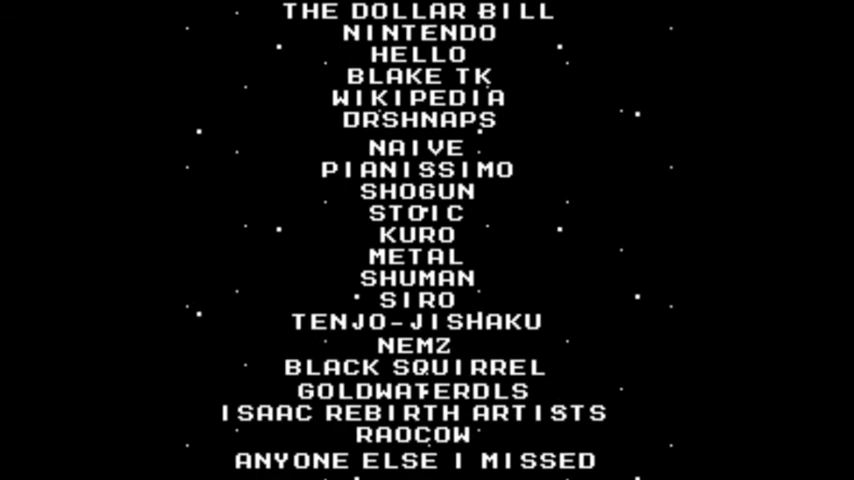 THE DOLLAR BILL
NINTENDO
HELLO
BLAKE TK
WIKIPEDIA
DRSHNAPS
NAIVE
PIANISSIMO
SHOGUN
STOIC
KURO
METAL
SHUMAN
SIRO
TENJO-JISHAKU
NEMZ
BLACK SQUIRREL
GOLDWATERDLS
ISAAC REBIRTH ARTISTS
RAOCOW
ANYONE ELSE I MISSED